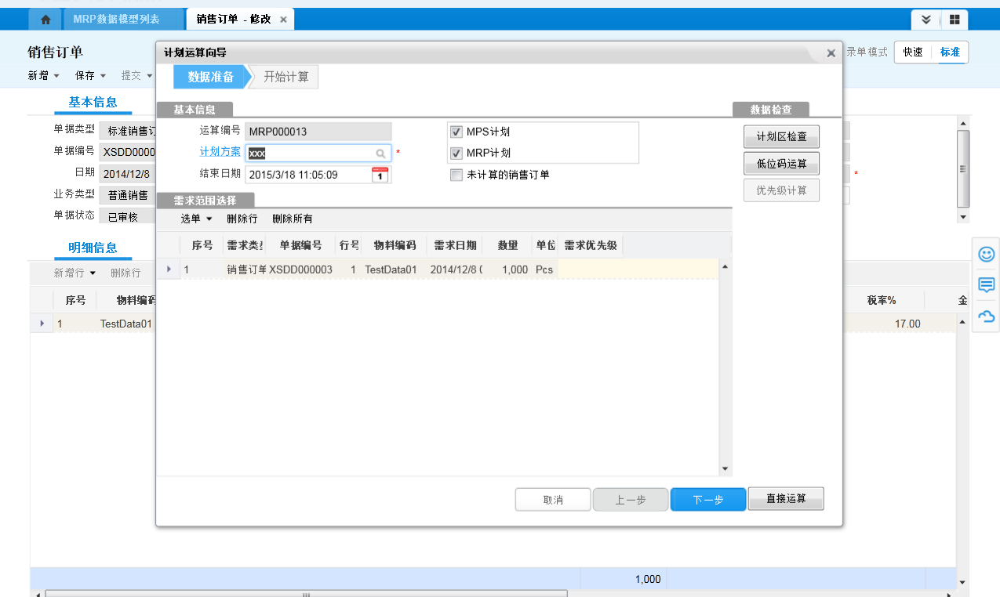 MRP数据模型列表
销售订单 - 修改
销售订单
录单模式
快速
标准
新增
保存
提交
基本信息
单据类型
标准销售订
单据编号
XSDD0000
日期
2014/12/8
*
业务类型
普通销售
单据状态
已审核
明细信息
新增行
删除行
序号
物料编码
税率%
金
1
TestData01
17.00
1,000
计划运算向导
数据准备
开始计算
基本信息
数据检查
运算编号
MRP000013
MPS计划
计划区检查
计划方案
xxx
*
MRP计划
低位码运算
结束日期
2015/3/18 11:05:09
1
未计算的销售订单
优先级计算
需求范围选择
选单
删除行
删除所有
序号
需求类型
单据编号
行号
物料编码
需求日期
数量
单位
需求优先级
1
销售订单
XSDD000003
1
TestData01
2014/12/8 0
1,000
Pcs
取消
上一步
下一步
直接运算